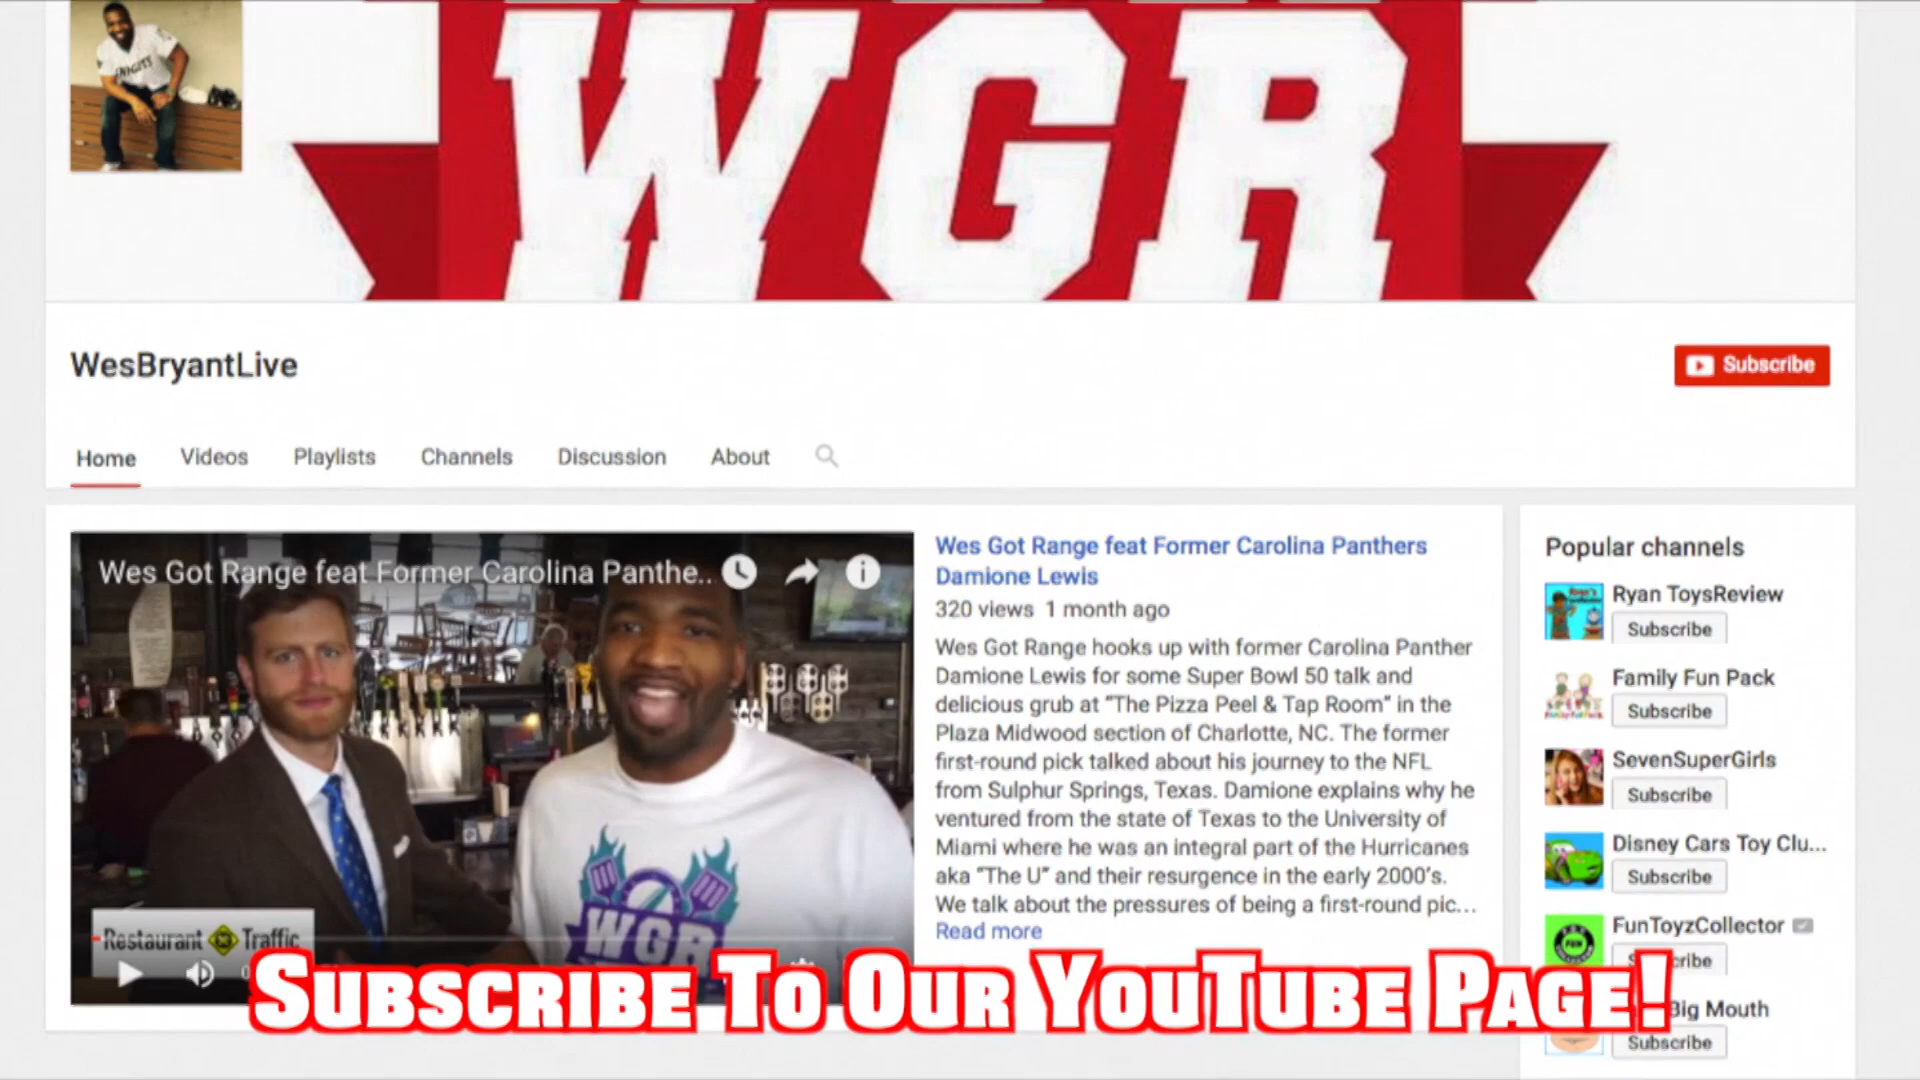 WGR
KNIGHTS
WesBryantLive
Subscribe
Home Videos Playlists Channels Discussion About
Wes Got Range feat Former Carolina Panthe..
WGR
Restaurant Traffic
Wes Got Range feat Former Carolina Panthers
Damione Lewis
320 views 1 month ago
Wes Got Range hooks up with former Carolina Panther
Damione Lewis for some Super Bowl 50 talk and
delicious grub at "The Pizza Peel & Tap Room" in the
Plaza Midwood section of Charlotte, NC. The former
first-round pick talked about his journey to the NFL
from Sulphur Springs, Texas. Damione explains why he
ventured from the state of Texas to the University of
Miami where he was an integral part of the Hurricanes
aka "The U" and their resurgence in the early 2000's.
We talk about the pressures of being a first-round pic...
Read more
Popular channels
Ryan ToysReview
Subscribe
Family Fun Pack
Subscribe
SevenSuperGirls
Subscribe
Disney Cars Toy Clu...
Subscribe
FUN
FunToyzCollector
cribe
Big Mouth
Subscribe
Subscribe To Our YouTube Page!